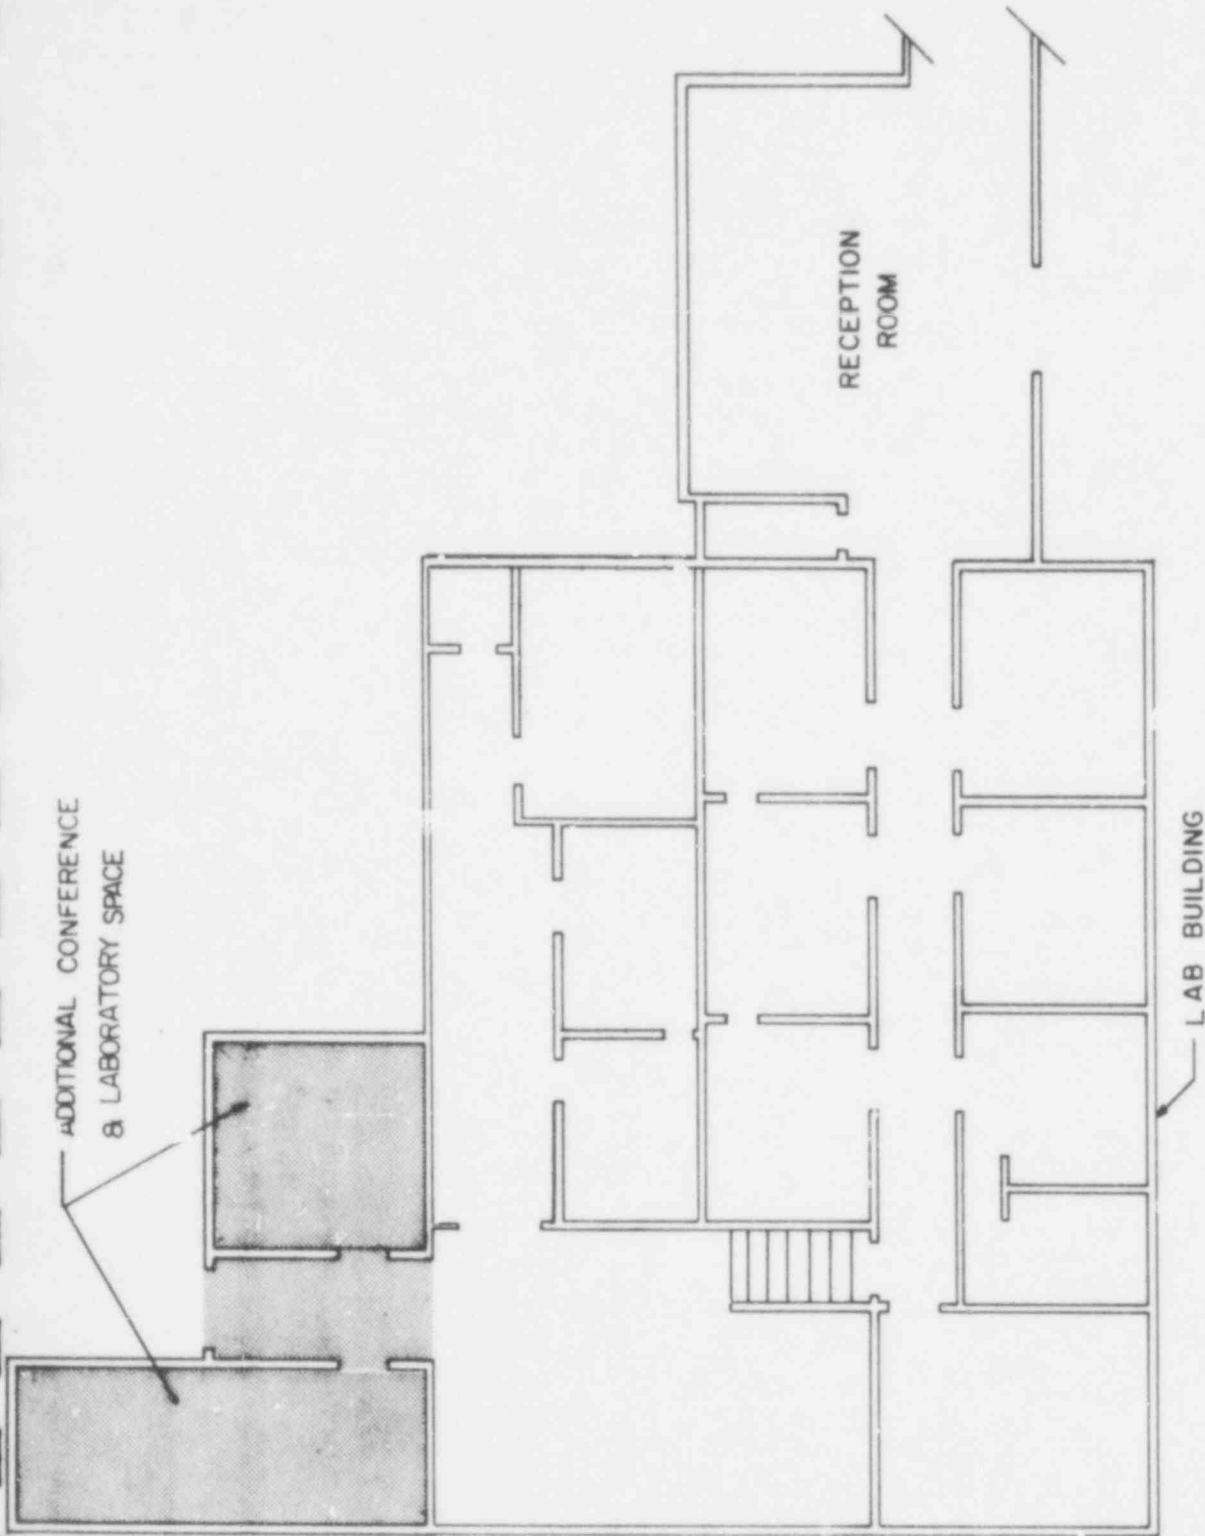 ADDITIONAL CONFERENCE
& LABORATORY SPACE
RECEPTION
ROOM
LAB BUILDING